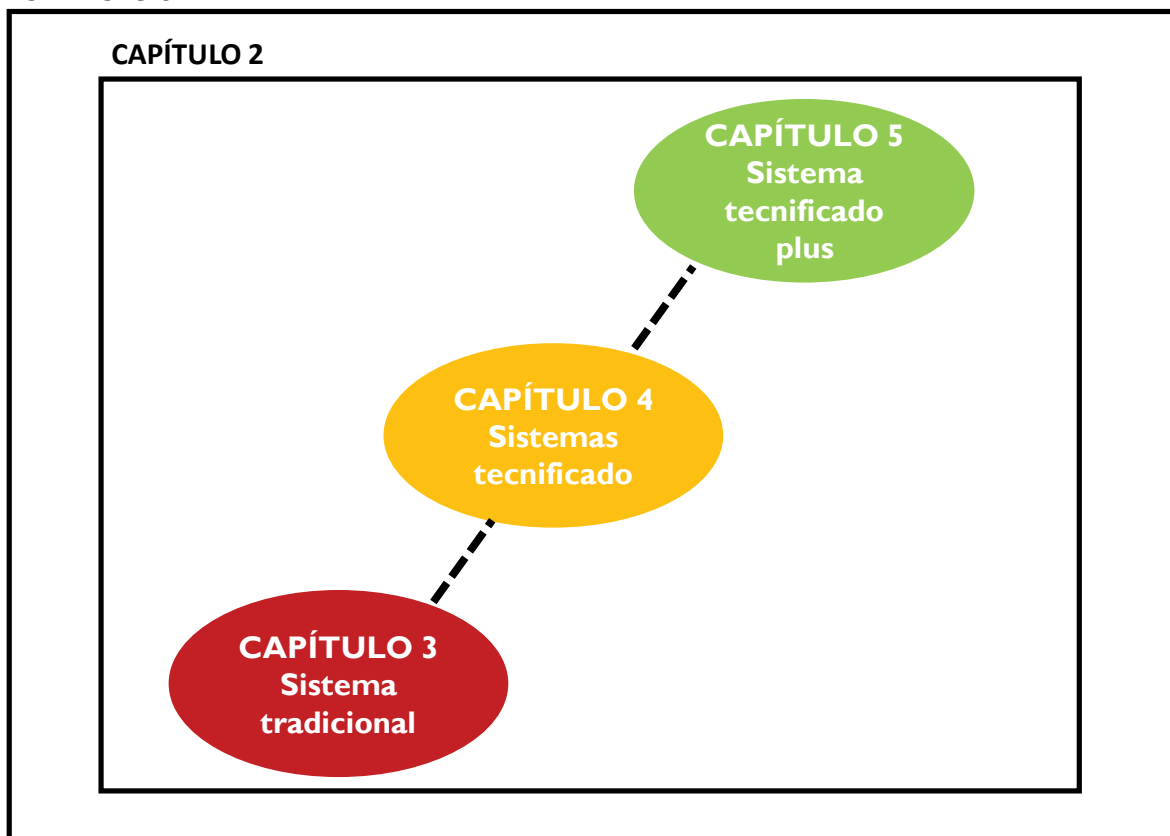 CAPÍTULO 2
CAPÍTULO 5
Sistema
tecnificado
plus
CAPÍTULO 4
Sistemas
tecnificado
CAPÍTULO 3
Sistema
tradicional